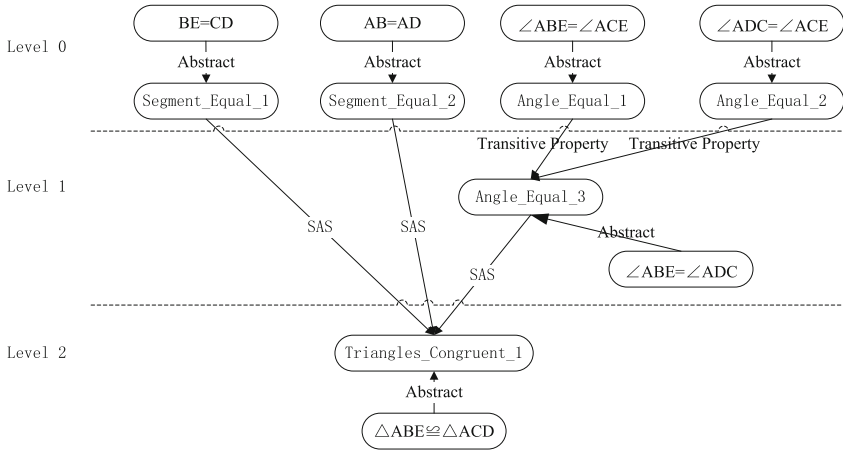 BE=CD
AB=AD
∠ABE=∠ACE
∠ADC=∠ACE
Level 0
Abstract
Abstract
Abstract
Abstract
Segment_Equal_1
Segment_Equal_2
Angle_Equal_1
Angle_Equal_2
Transitive Property
Transitive Property
Level 1
Angle_Equal_3
SAS
SAS
Abstract
SAS
∠ABE=∠ADC
Level 2
Triangles_Congruent_1
Abstract
△ABE≌△ACD